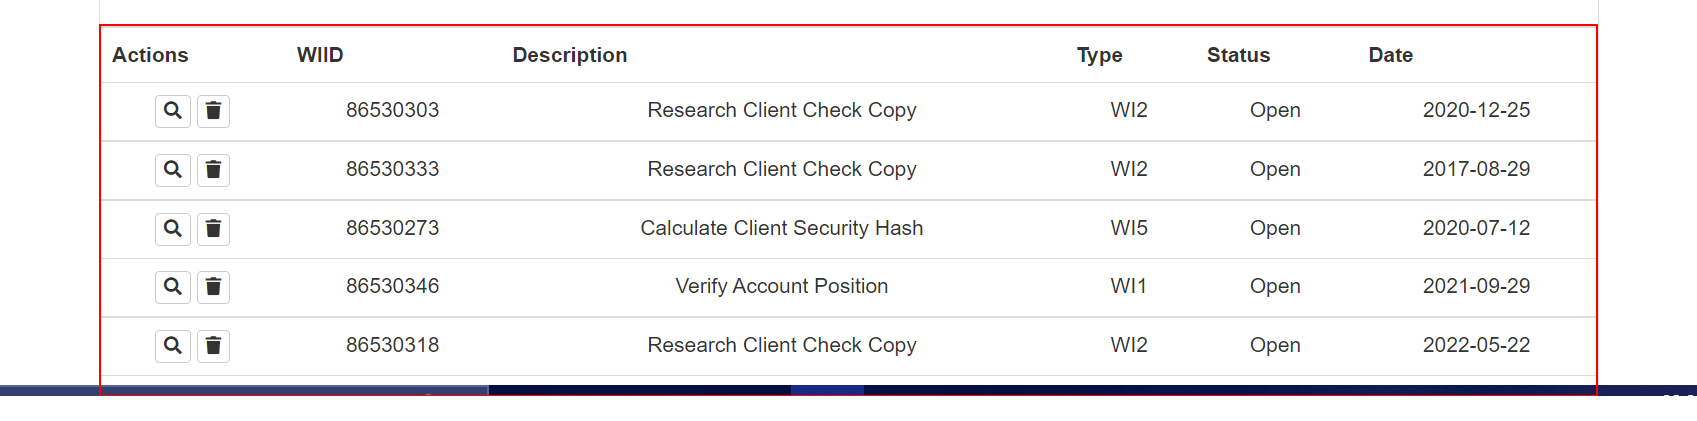 Actions WIID Description Type Status Date
86530303 Research Client Check Copy WI2 Open 2020-12-25
86530333 Research Client Check Copy WI2 Open 2017-08-29
86530273 Calculate Client Security Hash WI5 Open 2020-07-12
86530346 Verify Account Position WI1 Open 2021-09-29
86530318 Research Client Check Copy WI2 Open 2022-05-22